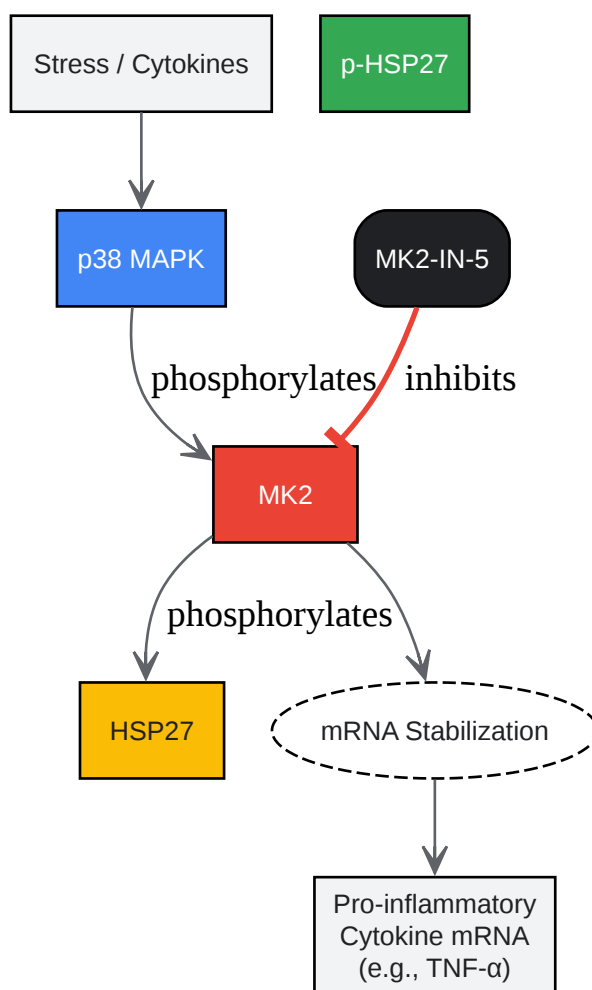 Stress / Cytokines
p-HSP27
p38 MAPK
MK2-IN-5
phosphorylates
inhibits
MK2
phosphorylates
HSP27
mRNA Stabilization
Pro-inflammatory
Cytokine mRNA
(e.g., TNF-α)